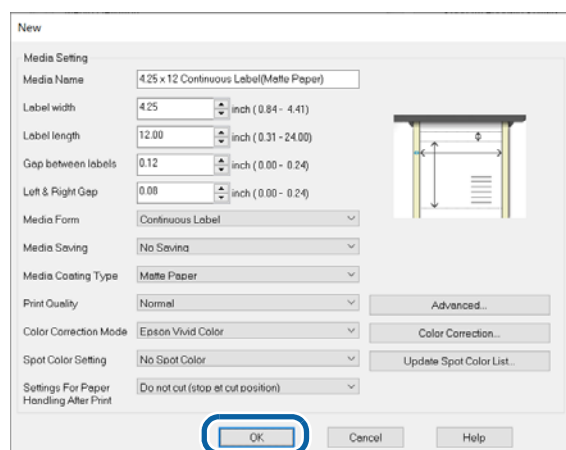 New
Media Setting
Media Name 4.25 x 12 Continuous Label(Matte Paper)
Label width 4.25 inch ( 0.84 - 4.41)
Label length 12.00 inch ( 0.31 - 24.00)
Gap between labels 0.12 inch ( 0.00 - 0.24)
Left & Right Gap 0.08 inch ( 0.00 - 0.24)
Media Form Continuous Label
Media Saving No Saving
Media Coating Type Matte Paper
Print Quality Normal Advanced...
Color Correction Mode Epson Vivid Color Color Correction...
Spot Color Setting No Spot Color Update Spot Color List...
Settings For Paper
Handling After Print Do not cut (stop at cut position)
OK Cancel Help